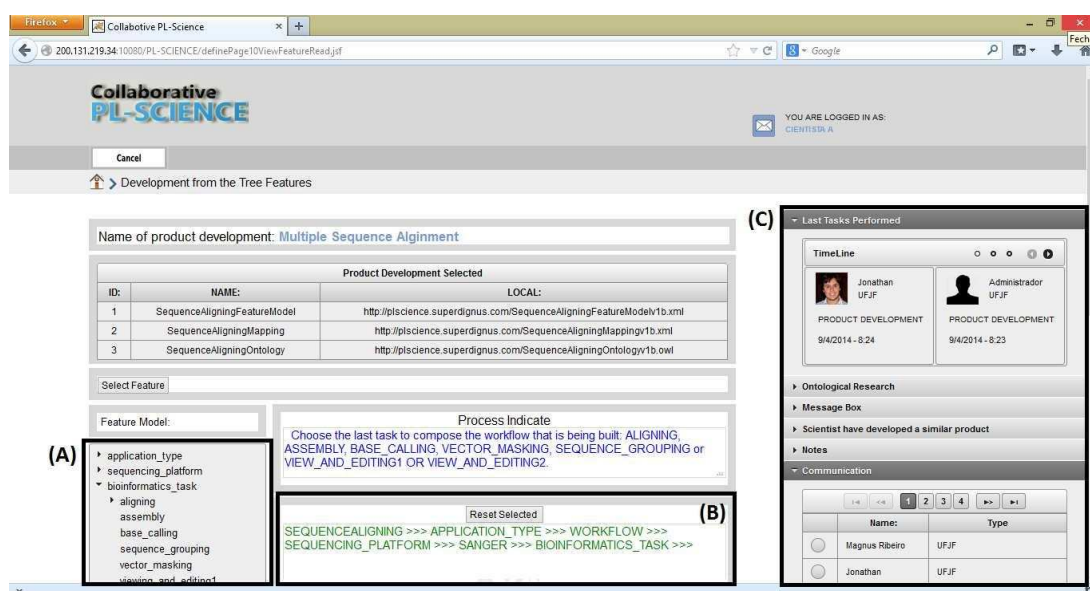 Firefox
Collabotive PL-Science
200.131.219.34:10080/PL-SCIENCE/definePage10ViewFeatureRead.jsf
Google
Fech
Collaborative
PL-SCIENCE
YOU ARE LOGGED IN AS:
CIENTISTA A
Cancel
Development from the Tree Features
(C)
Last Tasks Performed
Name of product development: Multiple Sequence Alginment
TimeLine
Jonathan
UFJF
PRODUCT DEVELOPMENT
9/4/2014 - 8:24
Administrador
UFJF
PRODUCT DEVELOPMENT
9/4/2014 - 8:23
Product Development Selected
ID: NAME: LOCAL:
1 SequenceAligningFeatureModel http://plscience.superdignus.com/SequenceAligningFeatureModelv1b.xml
2 SequenceAligningMapping http://plscience.superdignus.com/SequenceAligningMappingv1b.xml
3 SequenceAligningOntology http://plscience.superdignus.com/SequenceAligningOntologyv1b.owl
Select Feature
Ontological Research
Message Box
Scientist have developed a similar product
Notes
Communication
Feature Model:
Process Indicate
Choose the last task to compose the workflow that is being built: ALIGNING,
ASSEMBLY, BASE_CALLING, VECTOR_MASKING, SEQUENCE_GROUPING or
VIEW_AND_EDITING1 OR VIEW_AND_EDITING2.
(A)
application_type
sequencing_platform
bioinformatics_task
aligning
assembly
base_calling
sequence_grouping
vector_masking
viewing_and_editing1
(B)
Reset Selected
SEQUENCEALIGNING >>> APPLICATION_TYPE >>> WORKFLOW >>>
SEQUENCING_PLATFORM >>> SANGER >>> BIOINFORMATICS_TASK >>>
1 2 3 4
Name: Type
Magnus Ribeiro UFJF
Jonathan UFJF